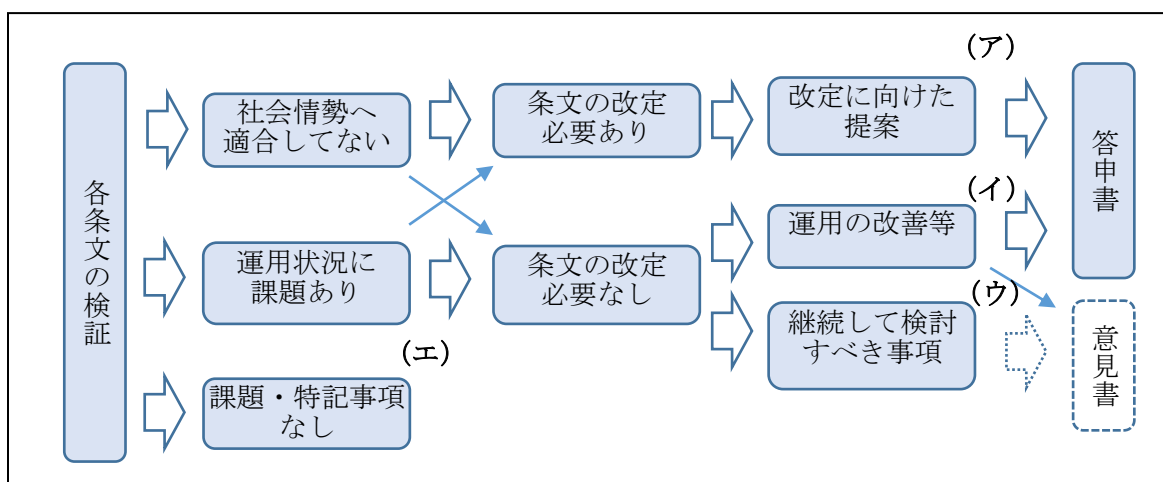 各条文の検証
社会情勢へ
適合してない
運用状況に
課題あり
(エ)
課題・特記事項
なし
条文の改定
必要あり
条文の改定
必要なし
(ア)
改定に向けた
提案
(イ)
運用の改善等
(ウ)
継続して検討
すべき事項
答申書
意見書